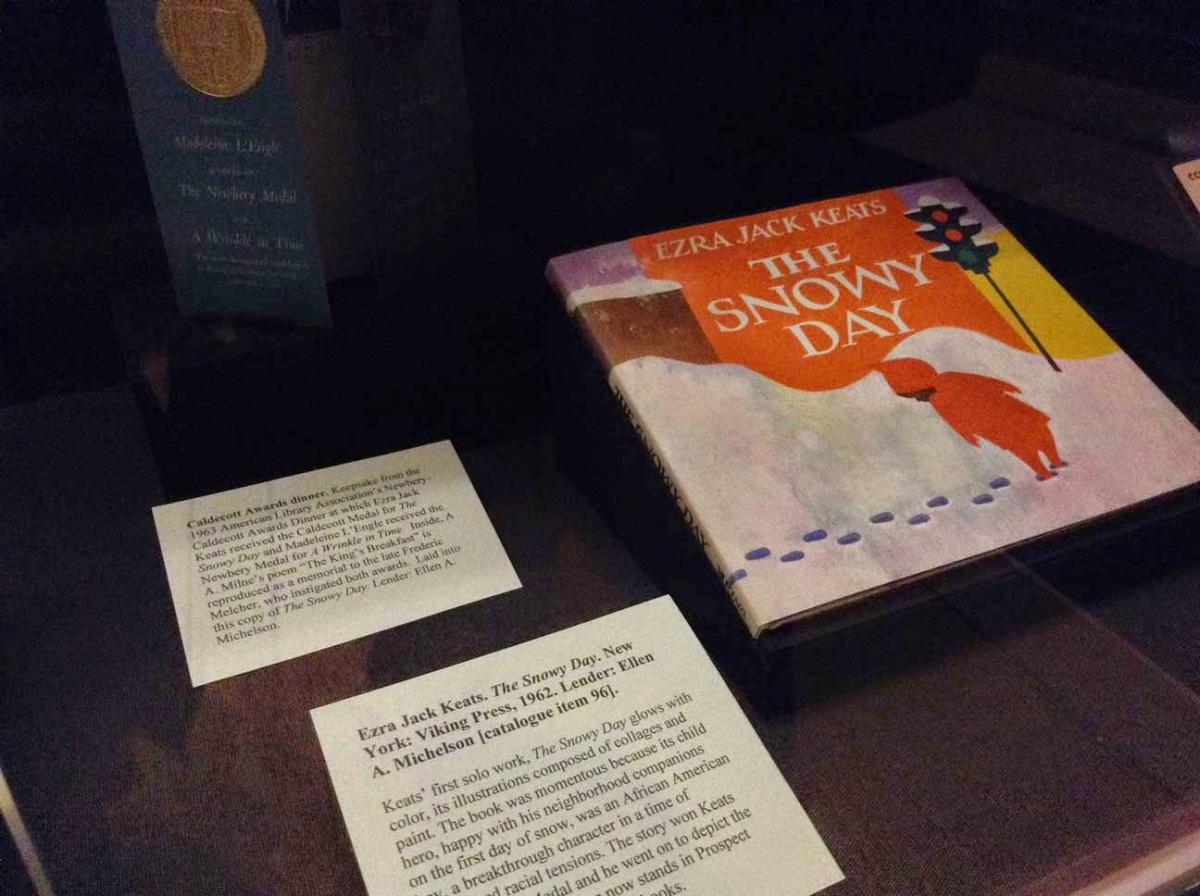 Madeleine L'Engle
The Newbery Medal
A Wrinkle in Time
EZRA JACK KEATS
THE
SNOWY
DAY
THE SNOWY DAY
Caldecott Awards dinner. Keepsake from the
1963 American Library Association's Newbery-
Caldecott Awards Dinner at which Ezra Jack
Keats received the Caldecott Medal for The
Snowy Day and Madeleine L'Engle received the
Newbery Medal for A Wrinkle in Time. Inside, A.
A. Milne's poem "The King's Breakfast" is
reproduced as a memorial to the late Frederic
Melcher, who instigated both awards. Laid into
this copy of The Snowy Day. Lender: Ellen A.
Michelson.
Ezra Jack Keats. The Snowy Day. New
York: Viking Press, 1962. Lender: Ellen
A. Michelson [catalogue item 96].
Keats' first solo work, The Snowy Day glows with
color, its illustrations composed of collages and
paint. The book was momentous because its child
hero, happy with his neighborhood companions
on the first day of snow, was an African American
a breakthrough character in a time of
racial tensions. The story won Keats
and he went on to depict the
now stands in Prospect